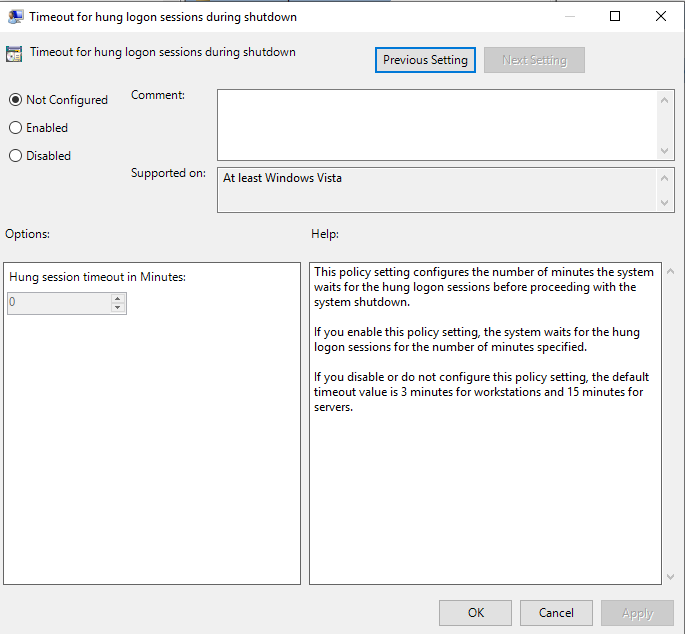 Timeout for hung logon sessions during shutdown
Timeout for hung logon sessions during shutdown
Previous Setting
Next Setting
Not Configured
Comment:
Enabled
Disabled
Supported on:
At least Windows Vista
Options:
Help:
Hung session timeout in Minutes:
0
This policy setting configures the number of minutes the system
waits for the hung logon sessions before proceeding with the
system shutdown.
If you enable this policy setting, the system waits for the hung
logon sessions for the number of minutes specified.
If you disable or do not configure this policy setting, the default
timeout value is 3 minutes for workstations and 15 minutes for
servers.
OK
Cancel
Apply